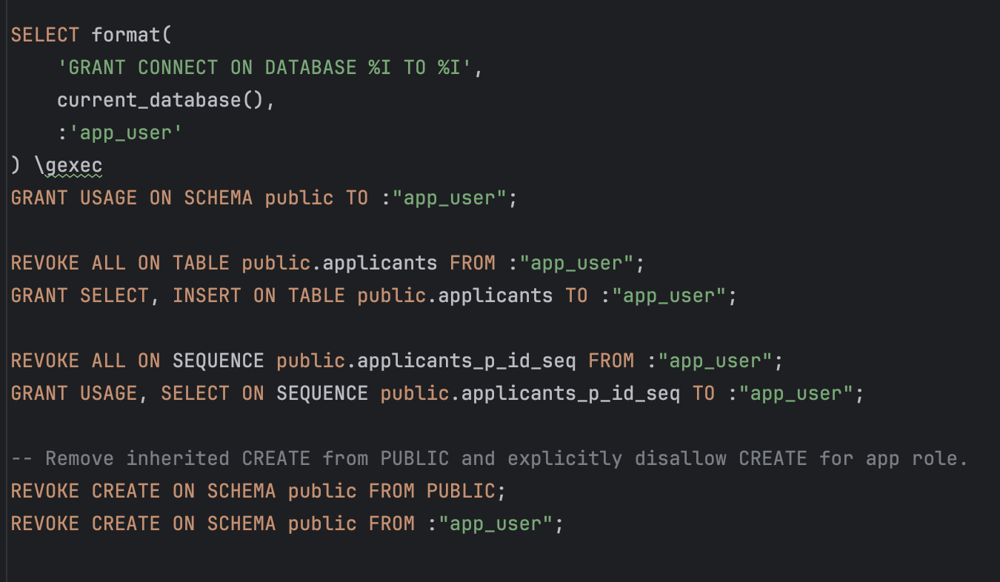 SELECT format(
    'GRANT CONNECT ON DATABASE %I TO %I',
    current_database(),
    :'app_user'
) \gexec
GRANT USAGE ON SCHEMA public TO :"app_user";

REVOKE ALL ON TABLE public.applicants FROM :"app_user";
GRANT SELECT, INSERT ON TABLE public.applicants TO :"app_user";

REVOKE ALL ON SEQUENCE public.applicants_p_id_seq FROM :"app_user";
GRANT USAGE, SELECT ON SEQUENCE public.applicants_p_id_seq TO :"app_user";

-- Remove inherited CREATE from PUBLIC and explicitly disallow CREATE for app role.
REVOKE CREATE ON SCHEMA public FROM PUBLIC;
REVOKE CREATE ON SCHEMA public FROM :"app_user";